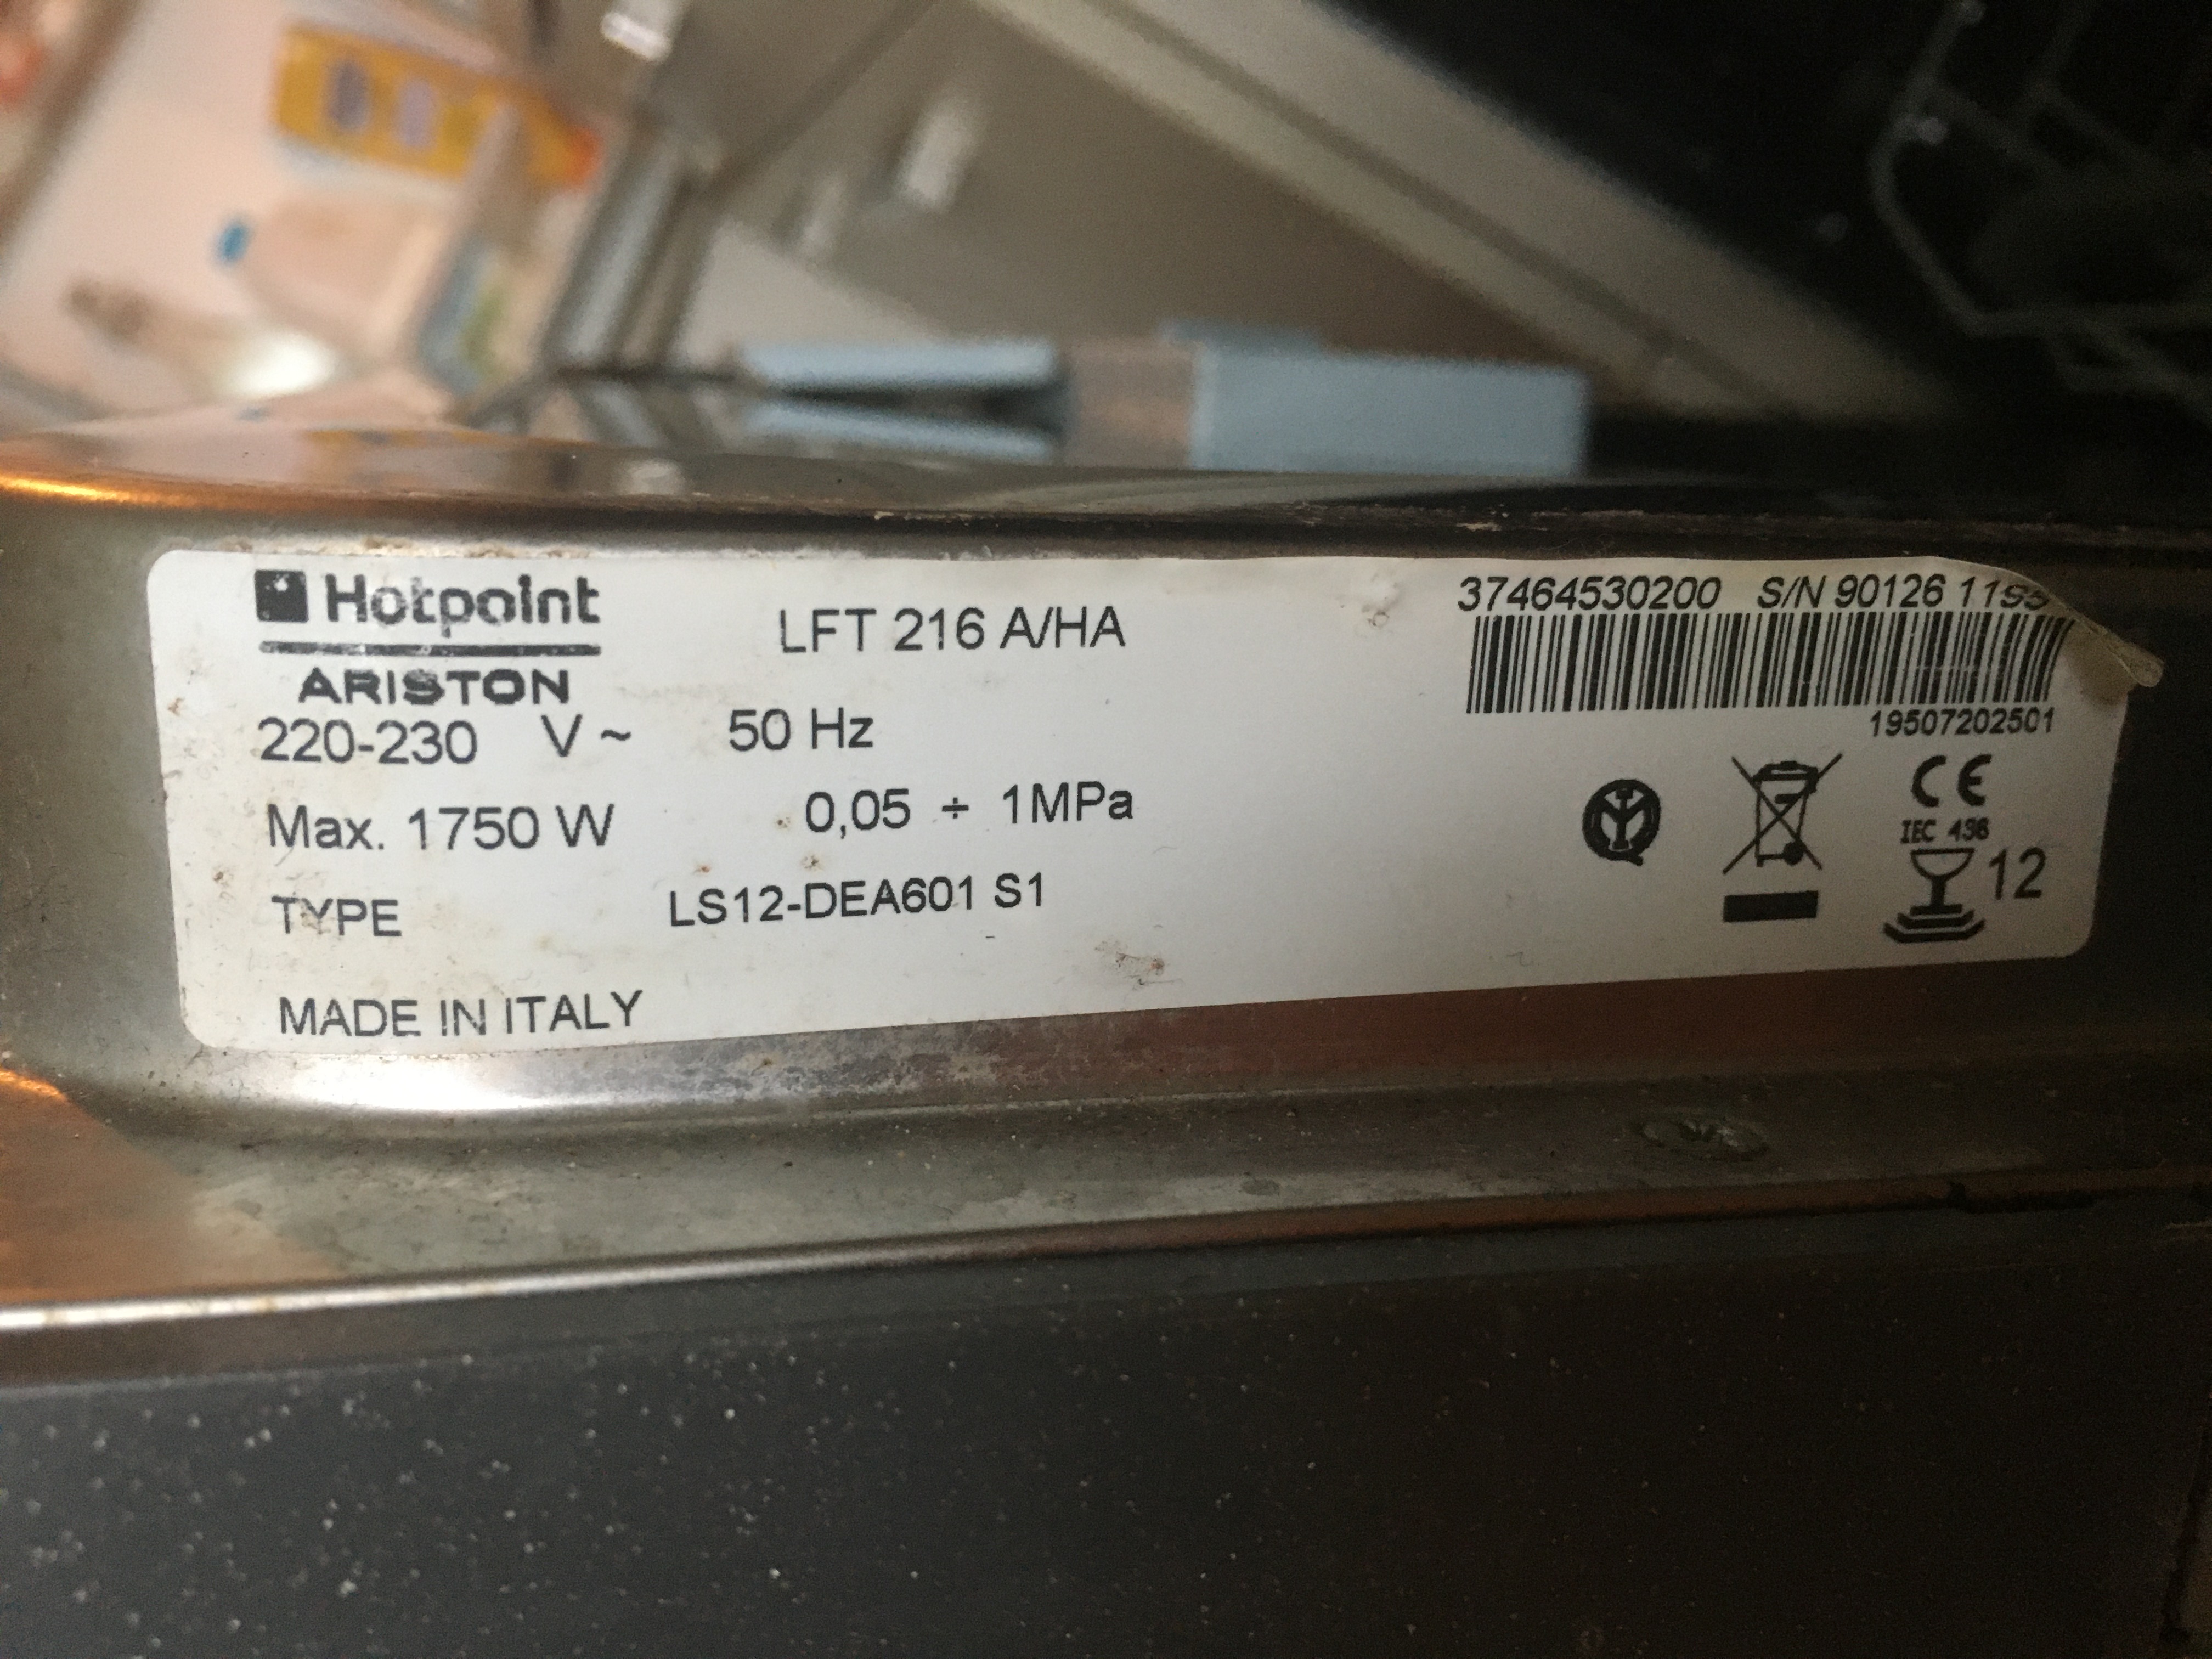 Hotpoint
ARISTON
LFT 216 A/HA
37464530200 S/N 90126
19507202501
220-230 V ~ 50 Hz
Max. 1750 W 0,05 ÷ 1MPa
TYPE LS12-DEA601 S1
MADE IN ITALY
CE
IEC 436
12